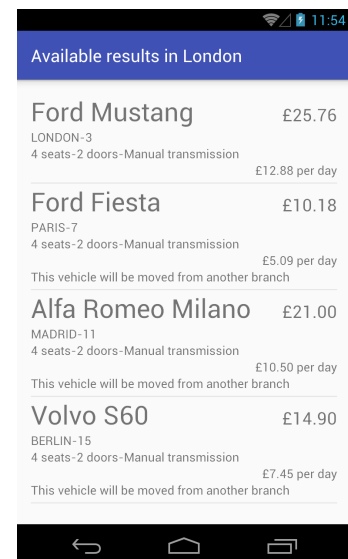 11:54
Available results in London
Ford Mustang £25.76
LONDON-3
4 seats-2 doors-Manual transmission
£12.88 per day
Ford Fiesta £10.18
PARIS-7
4 seats-2 doors-Manual transmission
£5.09 per day
This vehicle will be moved from another branch
Alfa Romeo Milano £21.00
MADRID-11
4 seats-2 doors-Manual transmission
£10.50 per day
This vehicle will be moved from another branch
Volvo S60 £14.90
BERLIN-15
4 seats-2 doors-Manual transmission
£7.45 per day
This vehicle will be moved from another branch